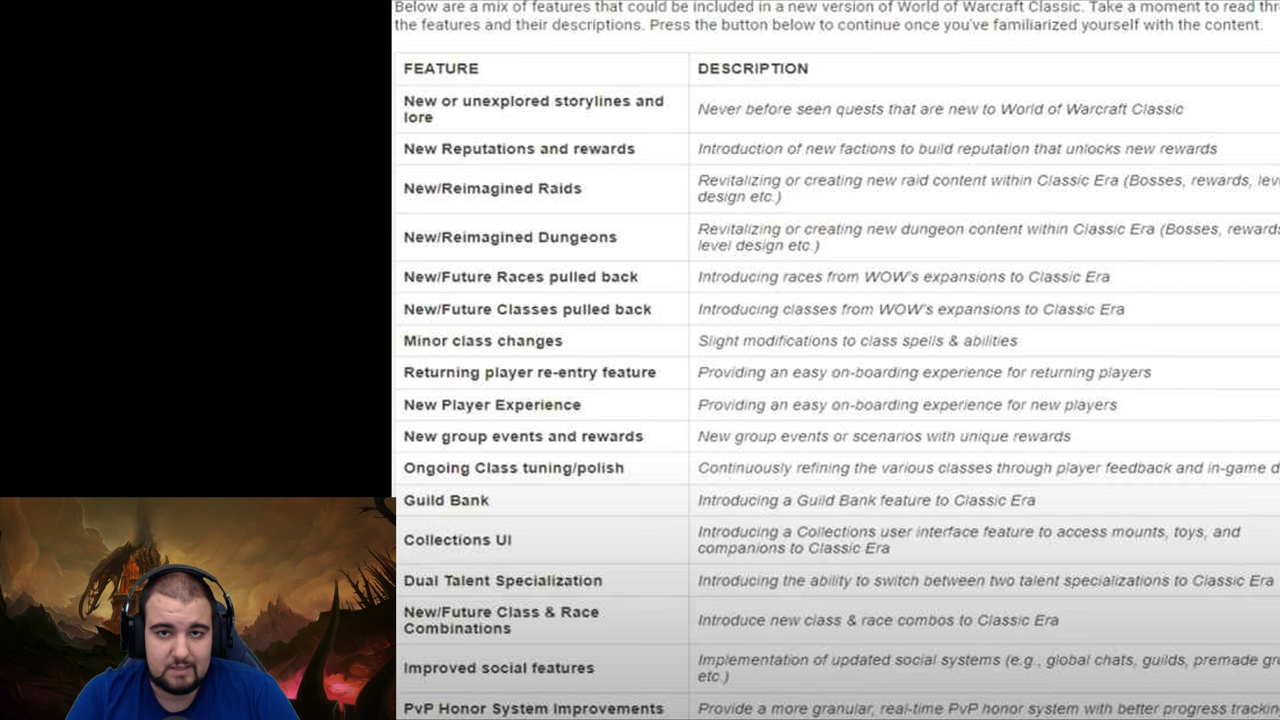 Below are a mix of features that could be included in a new version of World of Warcraft Classic. Take a moment to read
the features and their descriptions. Press the button below to continue once you've familiarized yourself with the content.
FEATURE DESCRIPTION
New or unexplored storylines and
lore
Never before seen quests that are new to World of Warcraft Classic
New Reputations and rewards Introduction of new factions to build reputation that unlocks new rewards
New/Reimagined Raids
Revitalizing or creating new raid content within Classic Era (Bosses, rewards,
design etc.)
New/Reimagined Dungeons
Revitalizing or creating new dungeon content within Classic Era (Bosses, rewards
level design etc.)
New/Future Races pulled back Introducing races from WOW's expansions to Classic Era
New/Future Classes pulled back Introducing classes from WOW's expansions to Classic Era
Minor class changes Slight modifications to class spells & abilities
Returning player re-entry feature Providing an easy on-boarding experience for returning players
New Player Experience Providing an easy on-boarding experience for new players
New group events and rewards New group events or scenarios with unique rewards
Ongoing Class tuning/polish Continuously refining the various classes through player feedback and in-game
Guild Bank Introducing a Guild Bank feature to Classic Era
Collections UI
Introducing a Collections user interface feature to access mounts, toys, and
companions to Classic Era
Dual Talent Specialization Introducing the ability to switch between two talent specializations to Classic Era
New/Future Class & Race
Combinations
Introduce new class & race combos to Classic Era
Improved social features
Implementation of updated social systems (e.g., global chats, guilds, premade
etc.)
PvP Honor System Improvements Provide a more granular, real-time PvP honor system with better progress